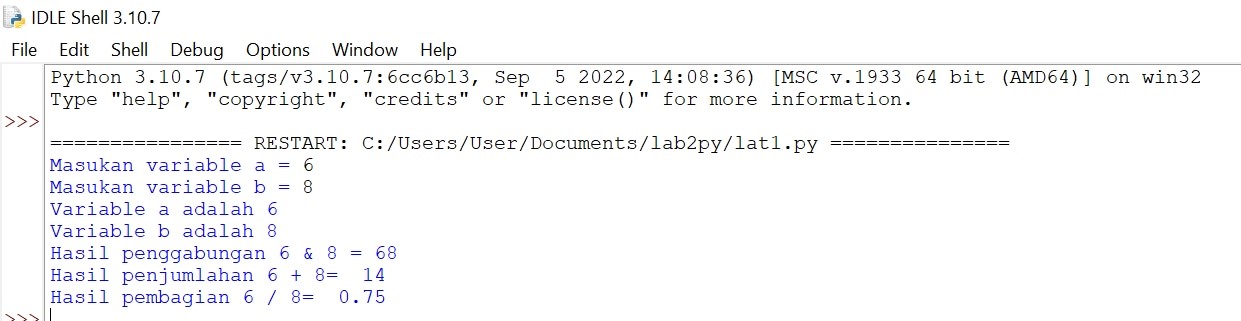 IDLE Shell 3.10.7
File Edit Shell Debug Options Window Help
Python 3.10.7 (tags/v3.10.7:6cc6b13, Sep  5 2022, 14:08:36) [MSC v.1933 64 bit (AMD64)] on win32
Type "help", "copyright", "credits" or "license()" for more information.
>>>
================ RESTART: C:/Users/User/Documents/lab2py/lat1.py ===============
Masukan variable a = 6
Masukan variable b = 8
Variable a adalah 6
Variable b adalah 8
Hasil penggabungan 6 & 8 = 68
Hasil penjumlahan 6 + 8=  14
Hasil pembagian 6 / 8=  0.75
>>>